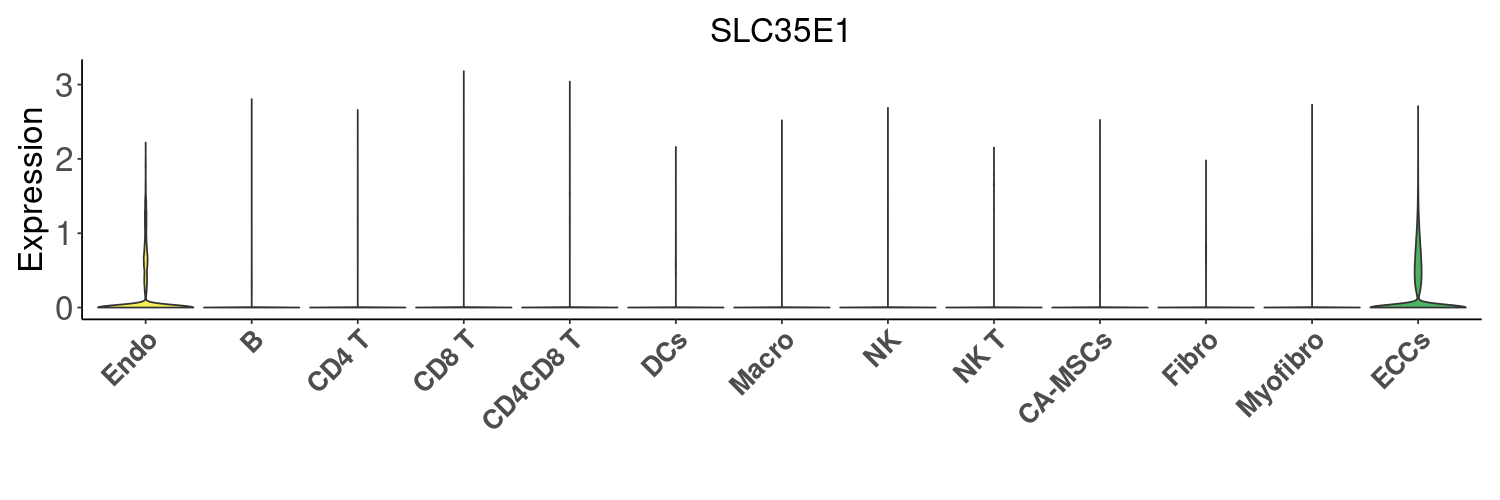 SLC35E1
Expression
3
2
1
0
Endo
B
CD4 T
CD8 T
CD4CD8 T
DCs
Macro
NK
NK T
CA-MSCs
Fibro
Myofibro
ECCs